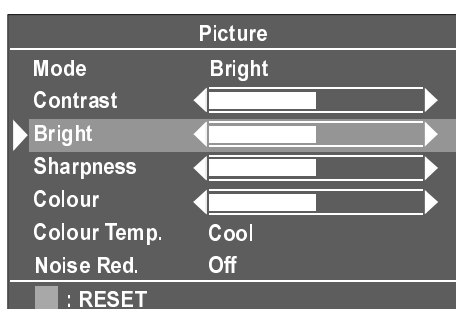 Picture
Mode Bright
Contrast
Bright
Sharpness
Colour
Colour Temp. Cool
Noise Red. Off
: RESET